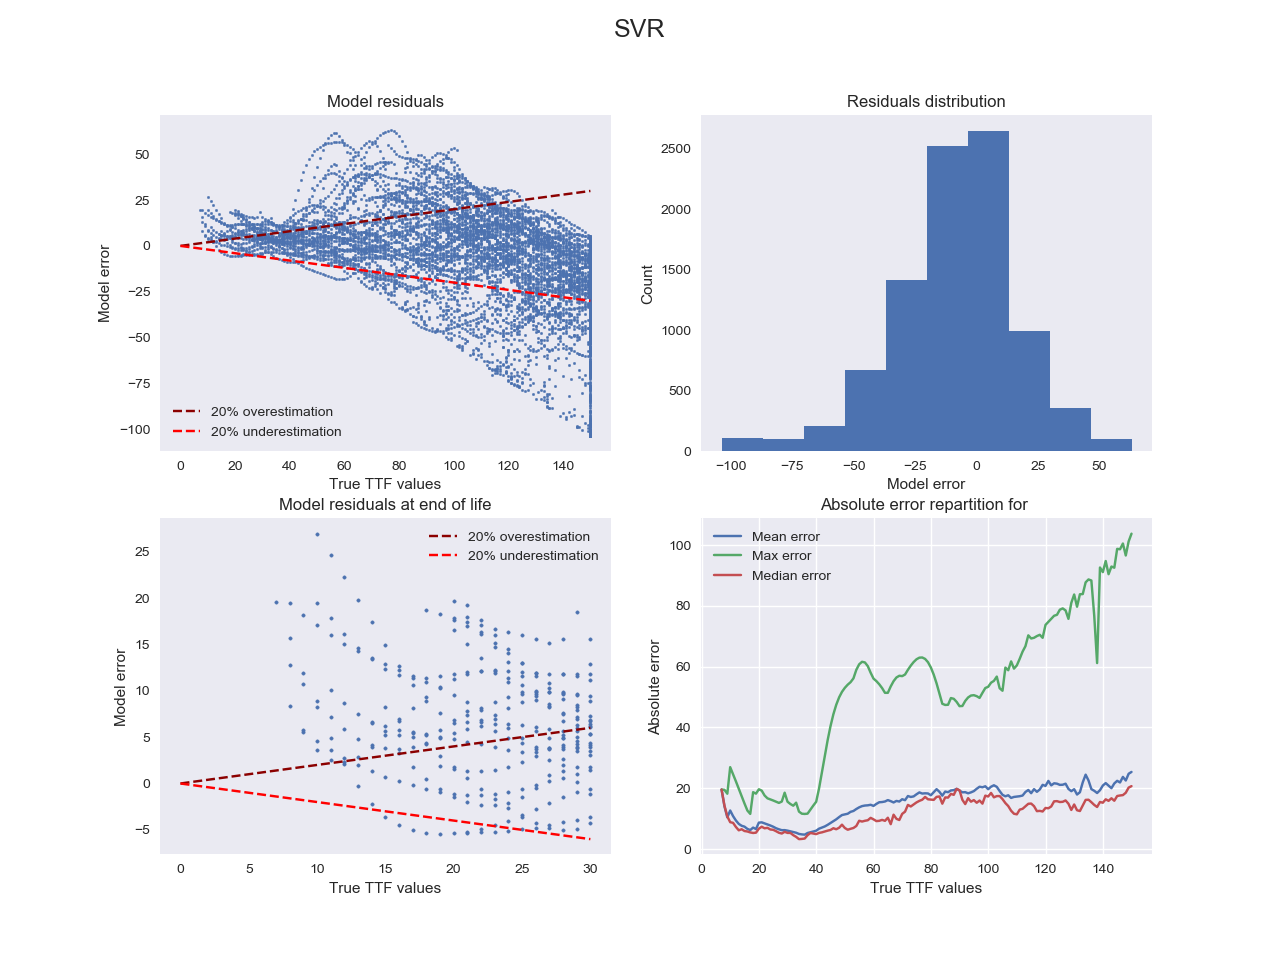 SVR
Model residuals
50
25
0
−25
−50
−75
−100
Model error
20% overestimation
20% underestimation
0 20 40 60 80 100 120 140
True TTF values
Residuals distribution
2500
2000
1500
1000
500
0
Count
−100 −75 −50 −25 0 25 50
Model error
Model residuals at end of life
25
20
15
10
5
0
−5
Model error
20% overestimation
20% underestimation
0 5 10 15 20 25 30
True TTF values
Absolute error repartition for
100
80
60
40
20
0
Absolute error
Mean error
Max error
Median error
0 20 40 60 80 100 120 140
True TTF values